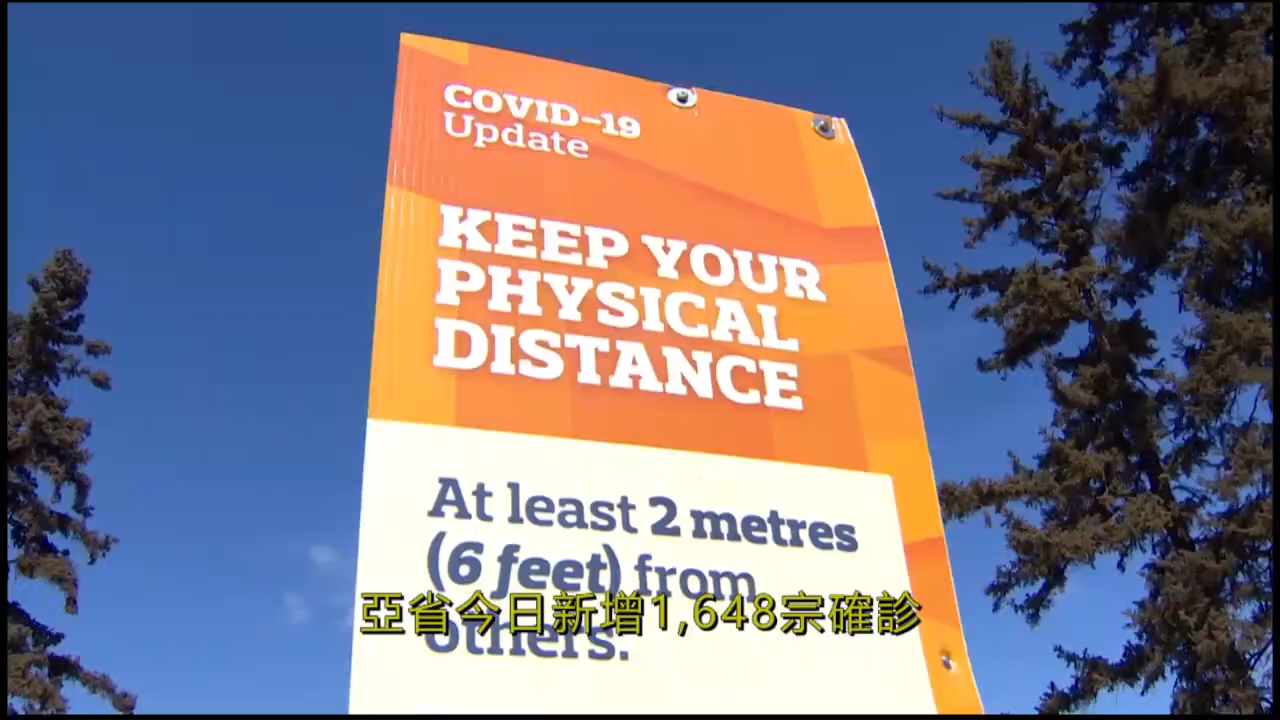 COVID-19
Update
KEEP YOUR
PHYSICAL
DISTANCE
At least 2 metres
(6 feet) from
others.
亞省今日新增1,648宗確診